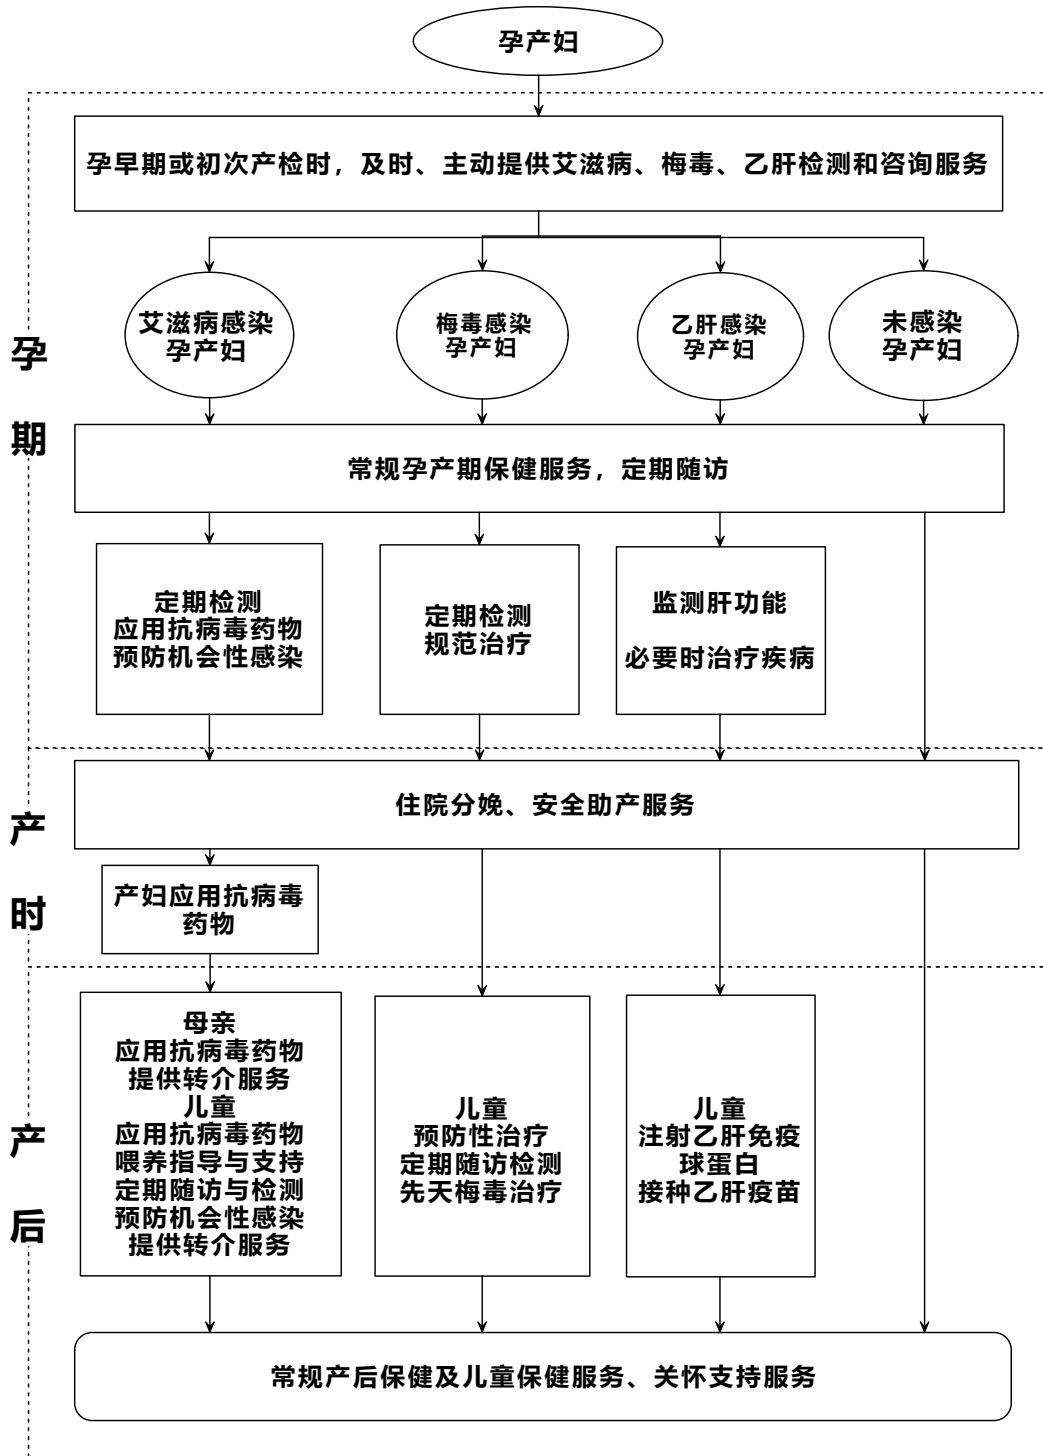 孕产妇
孕早期或初次产检时，及时、主动提供艾滋病、梅毒、乙肝检测和咨询服务
艾滋病感染
孕产妇
梅毒感染
孕产妇
乙肝感染
孕产妇
未感染
孕产妇
孕
期
常规孕产期保健服务，定期随访
定期检测
应用抗病毒药物
预防机会性感染
定期检测
规范治疗
监测肝功能
必要时治疗疾病
产
时
住院分娩、安全助产服务
产妇应用抗病毒
药物
产
后
母亲
应用抗病毒药物
提供转介服务
儿童
应用抗病毒药物
喂养指导与支持
定期随访与检测
预防机会性感染
提供转介服务
儿童
预防性治疗
定期随访检测
先天梅毒治疗
儿童
注射乙肝免疫
球蛋白
接种乙肝疫苗
常规产后保健及儿童保健服务、关怀支持服务